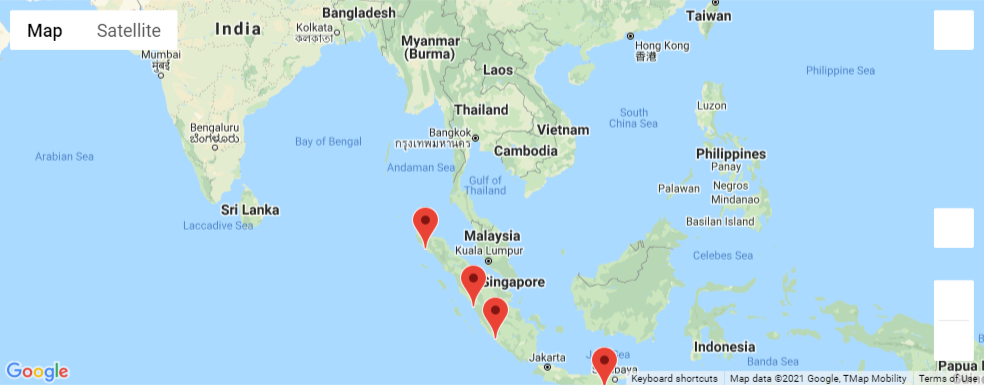 Map
Satellite
Bangladesh
Taiwan
India
Kolkata
কলকাতা
Myanmar
(Burma)
Hong Kong
香港
Mumbai
मुंबई
Laos
Philippine Sea
Thailand
Luzon
South
China Sea
Bengaluru
ಬೆಂಗಳೂರು
Bangkok
กรุงเทพมหานคร
Vietnam
Bay of Bengal
Cambodia
Arabian Sea
Philippines
Andaman Sea
Panay
Gulf of
Thailand
Palawan
Negros
Mindanao
Sri Lanka
Laccadive Sea
Basilan Island
Malaysia
Kuala Lumpur
Celebes Sea
Singapore
Indonesia
Jakarta
Banda Sea
Papua
Google
Keyboard shortcuts
Map data ©2021 Google, TMap Mobility
Terms of Use